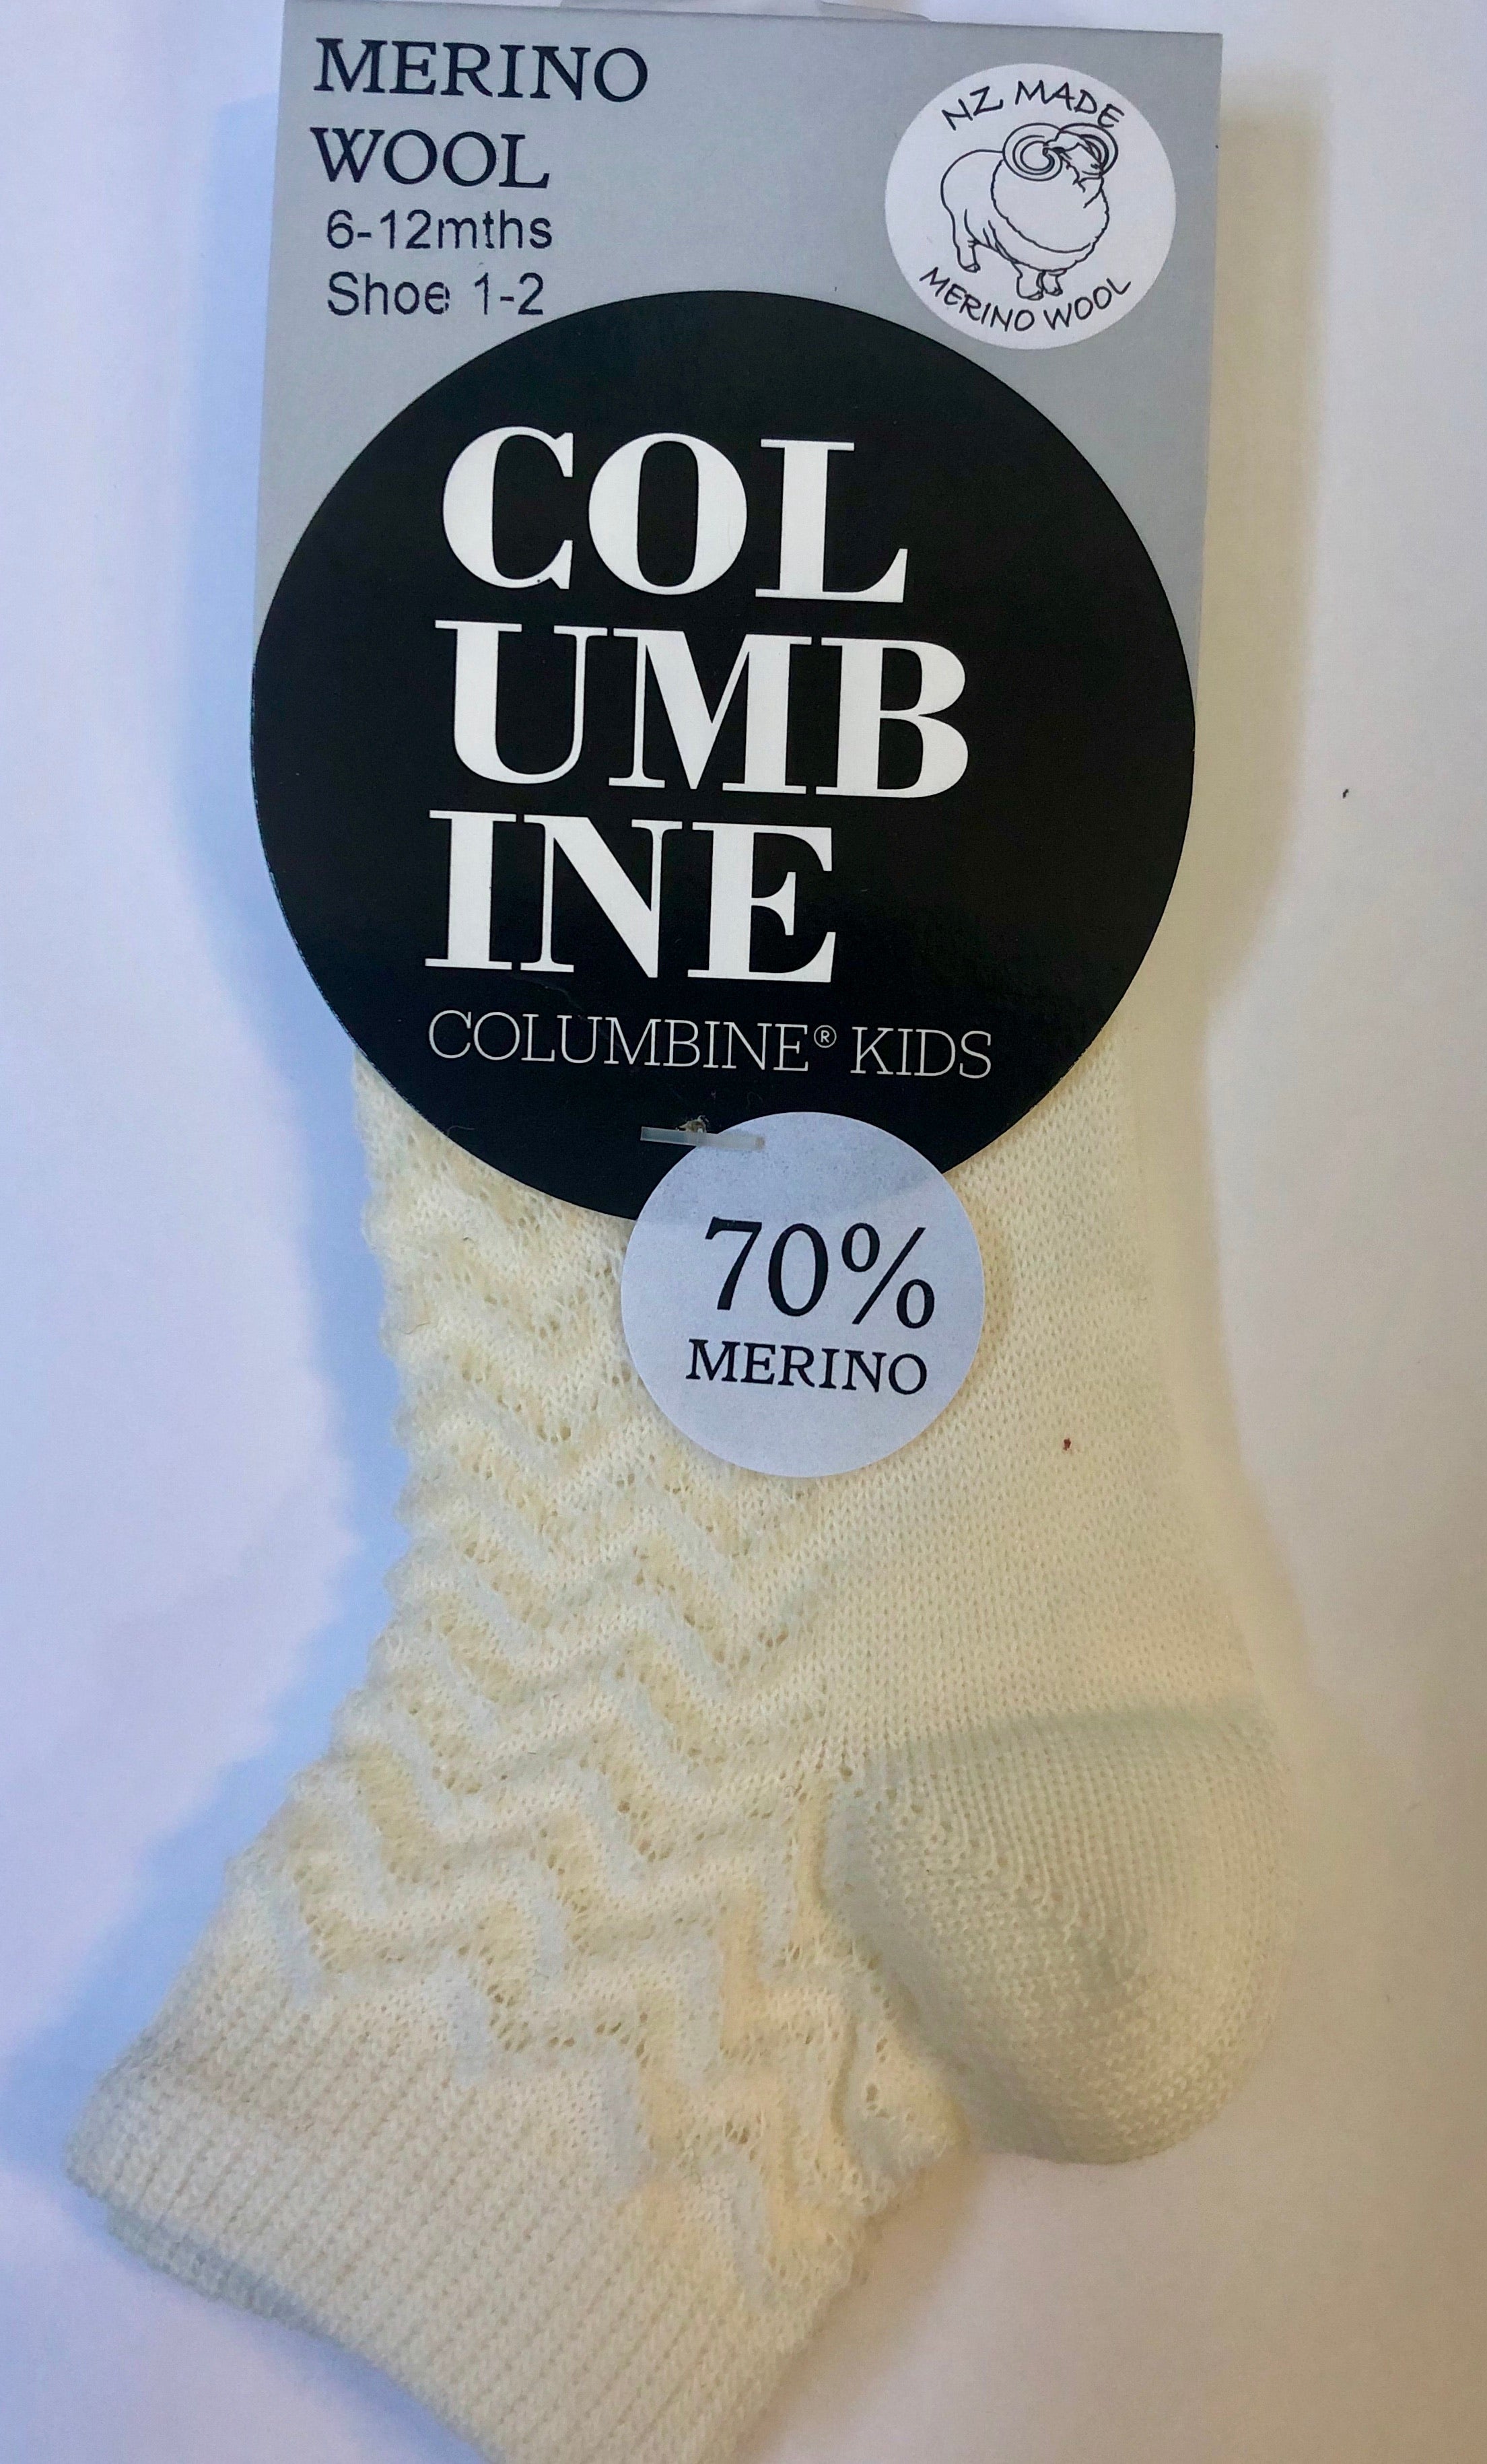 MERINO
WOOL
6-12mths
Shoe 1-2
NZ MADE
MERINO WOOL
COL
UMB
INE
COLUMBINE® KIDS
70%
MERINO